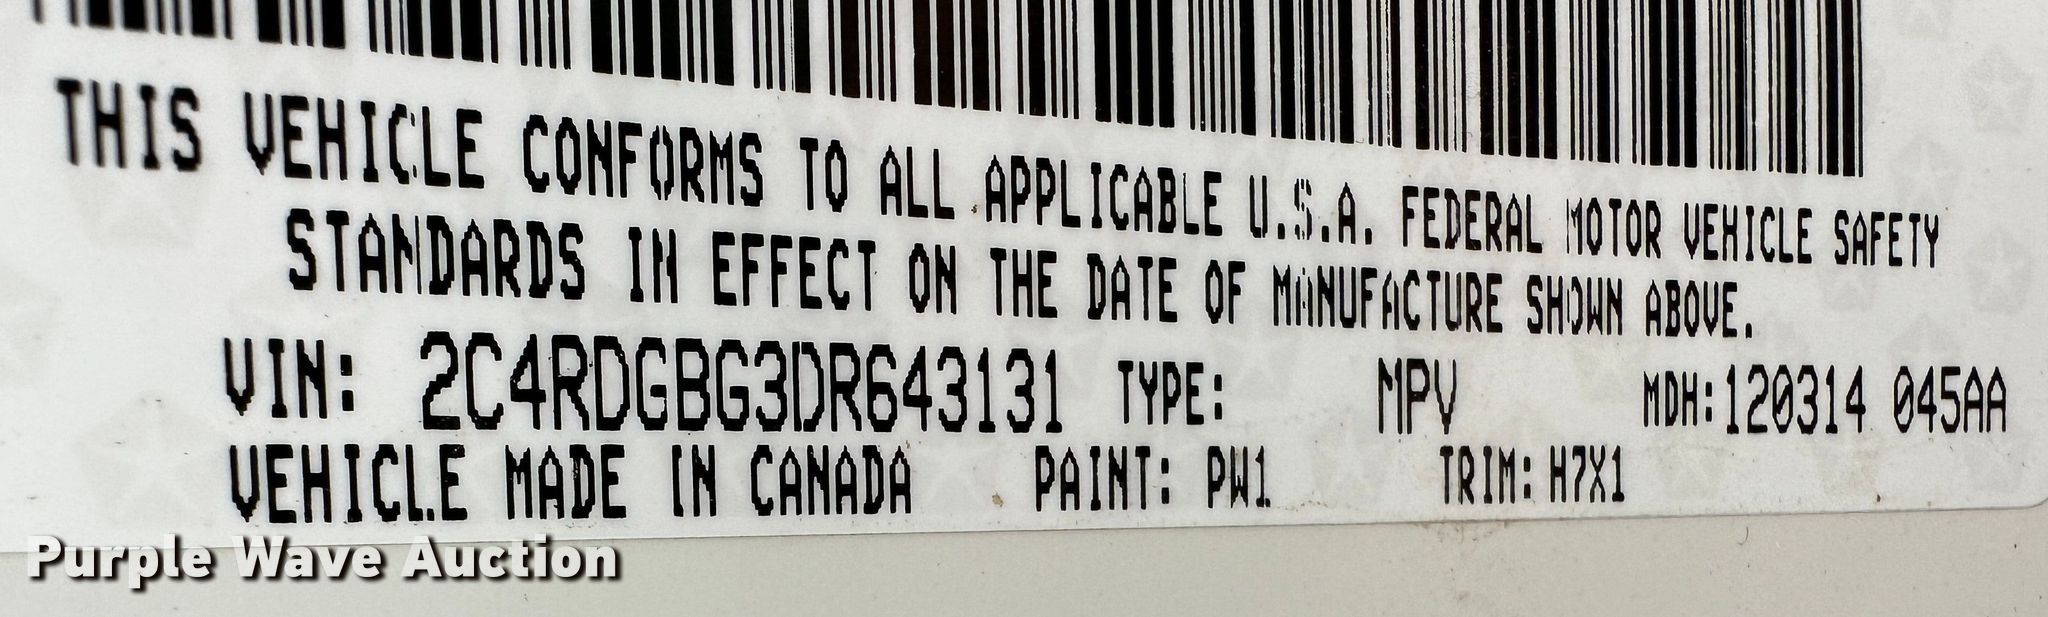 THIS VEHICLE CONFORMS TO ALL APPLICABLE U.S.A. FEDERAL MOTOR VEHICLE SAFETY
STANDARDS IN EFFECT ON THE DATE OF MANUFACTURE SHOWN ABOVE.
VIN: 2C4RDGBG3DR643131 TYPE: MPV MDH:120314 045AA
VEHICLE MADE IN CANADA PAINT: PW1 TRIM: H7X1
Purple Wave Auction